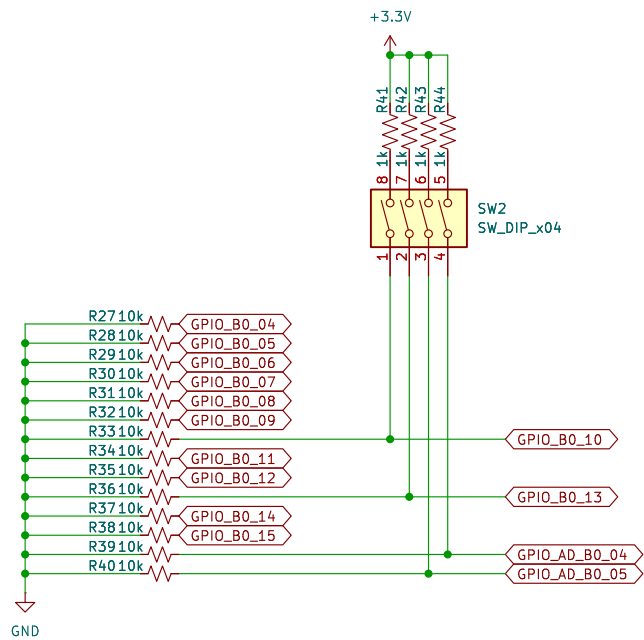 +3.3V
R41 R42 R43 R44
1k 1k 1k 1k
8 7 6 5
SW2
SW_DIP_x04
1 2 3 4
R27 10k GPIO_B0_04
R28 10k GPIO_B0_05
R29 10k GPIO_B0_06
R30 10k GPIO_B0_07
R31 10k GPIO_B0_08
R32 10k GPIO_B0_09
R33 10k GPIO_B0_10
R34 10k GPIO_B0_11
R35 10k GPIO_B0_12
R36 10k GPIO_B0_13
R37 10k GPIO_B0_14
R38 10k GPIO_B0_15
R39 10k GPIO_AD_B0_04
R40 10k GPIO_AD_B0_05
GND